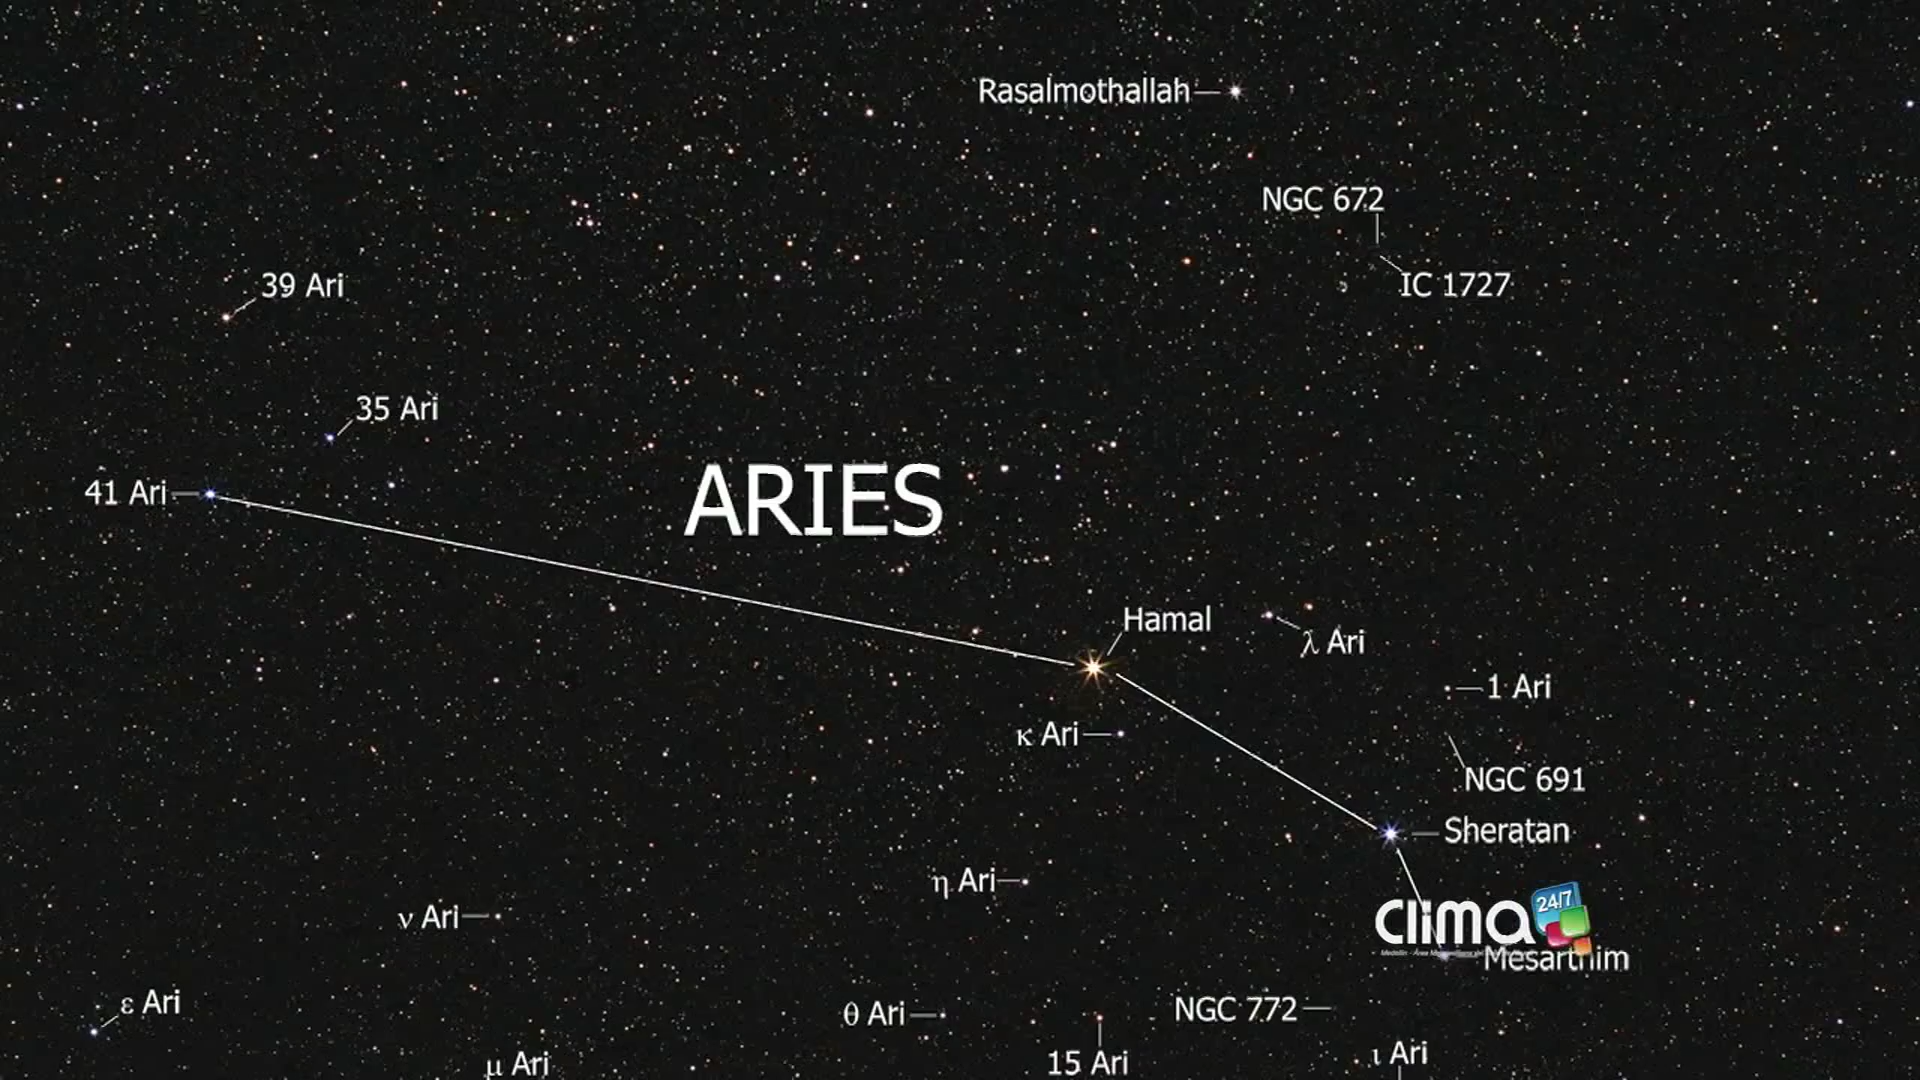 Rasalmothallah
NGC 672
IC 1727
39 Ari
35 Ari
41 Ari
ARIES
Hamal
λ Ari
1 Ari
κ Ari
NGC 691
Sheratan
η Ari
24/7
clima
ν Ari
Mesarthim
ε Ari
NGC 772
θ Ari
ι Ari
15 Ari
μ Ari